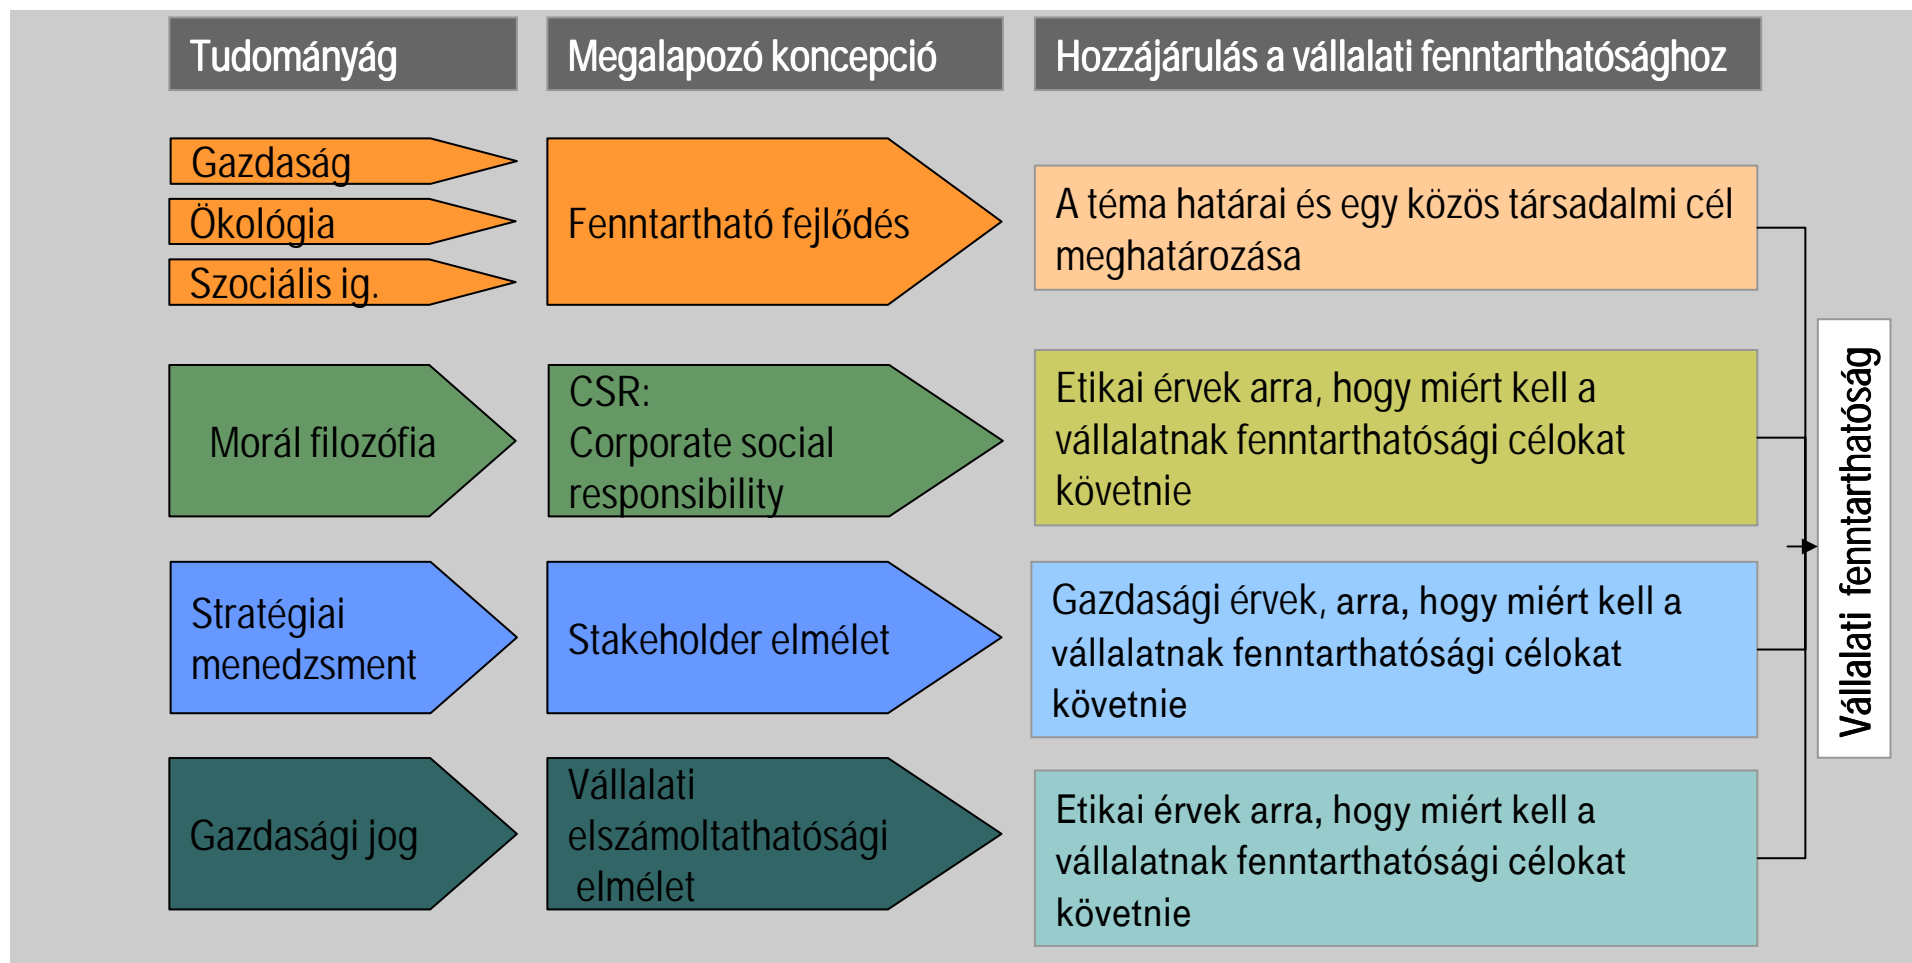 Tudományág
Megalapozó koncepció
Hozzájárulás a vállalati fenntarthatósághoz
Gazdaság
Ökológia
Szociális ig.
Fenntartható fejlődés
A téma határai és egy közös társadalmi cél
meghatározása
Morál filozófia
CSR:
Corporate social
responsibility
Etikai érvek arra, hogy miért kell a
vállalatnak fenntarthatósági célokat
követnie
Stratégiai
menedzsment
Stakeholder elmélet
Gazdasági érvek, arra, hogy miért kell a
vállalatnak fenntarthatósági célokat
követnie
Gazdasági jog
Vállalati
elszámoltathatósági
elmélet
Etikai érvek arra, hogy miért kell a
vállalatnak fenntarthatósági célokat
követnie
Vállalati fenntarthatóság